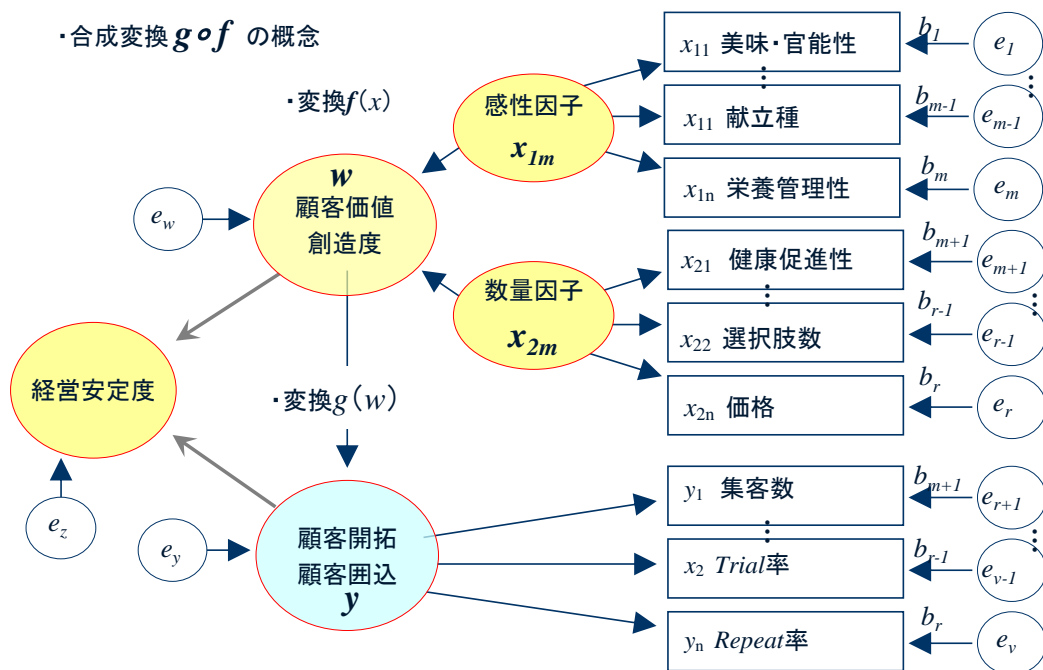 ・合成変換 g∘f の概念
・変換f(x)
感性因子
x1m
w
顧客価値
創造度
ew
数量因子
x2m
経営安定度
ez
・変換g(w)
顧客開拓
顧客囲込
y
ey
x11 美味・官能性
b1
e1
⋮
x11 献立種
bm-1
em-1
x1n 栄養管理性
bm
em
x21 健康促進性
bm+1
em+1
⋮
x22 選択肢数
br-1
er-1
x2n 価格
br
er
y1 集客数
bm+1
er+1
⋮
x2 Trial率
br-1
ev-1
yn Repeat率
br
ev